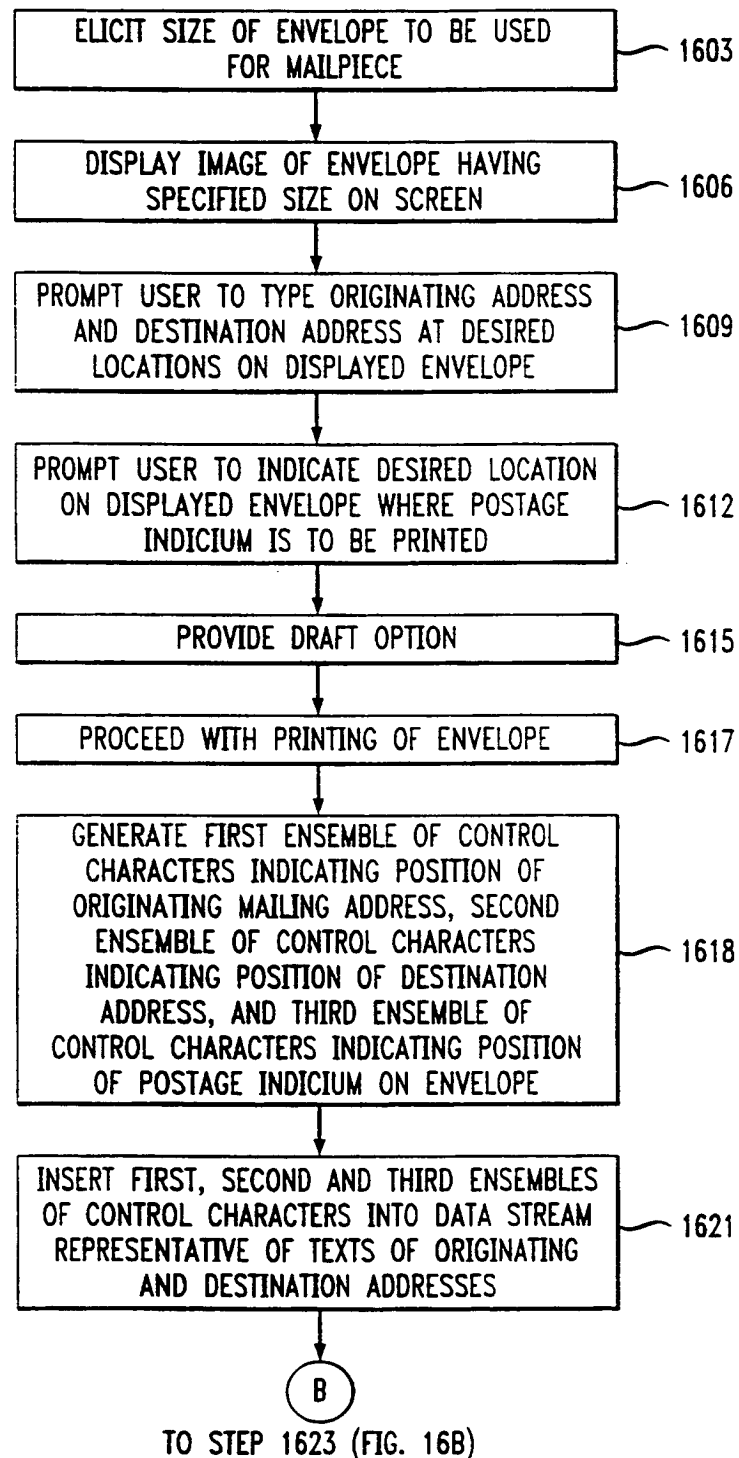 ELICIT SIZE OF ENVELOPE TO BE USED
FOR MAILPIECE
1603
DISPLAY IMAGE OF ENVELOPE HAVING
SPECIFIED SIZE ON SCREEN
1606
PROMPT USER TO TYPE ORIGINATING ADDRESS
AND DESTINATION ADDRESS AT DESIRED
LOCATIONS ON DISPLAYED ENVELOPE
1609
PROMPT USER TO INDICATE DESIRED LOCATION
ON DISPLAYED ENVELOPE WHERE POSTAGE
INDICIUM IS TO BE PRINTED
1612
PROVIDE DRAFT OPTION
1615
PROCEED WITH PRINTING OF ENVELOPE
1617
GENERATE FIRST ENSEMBLE OF CONTROL
CHARACTERS INDICATING POSITION OF
ORIGINATING MAILING ADDRESS, SECOND
ENSEMBLE OF CONTROL CHARACTERS
INDICATING POSITION OF DESTINATION
ADDRESS, AND THIRD ENSEMBLE OF
CONTROL CHARACTERS INDICATING POSITION
OF POSTAGE INDICIUM ON ENVELOPE
1618
INSERT FIRST, SECOND AND THIRD ENSEMBLES
OF CONTROL CHARACTERS INTO DATA STREAM
REPRESENTATIVE OF TEXTS OF ORIGINATING
AND DESTINATION ADDRESSES
1621
B
TO STEP 1623 (FIG. 16B)